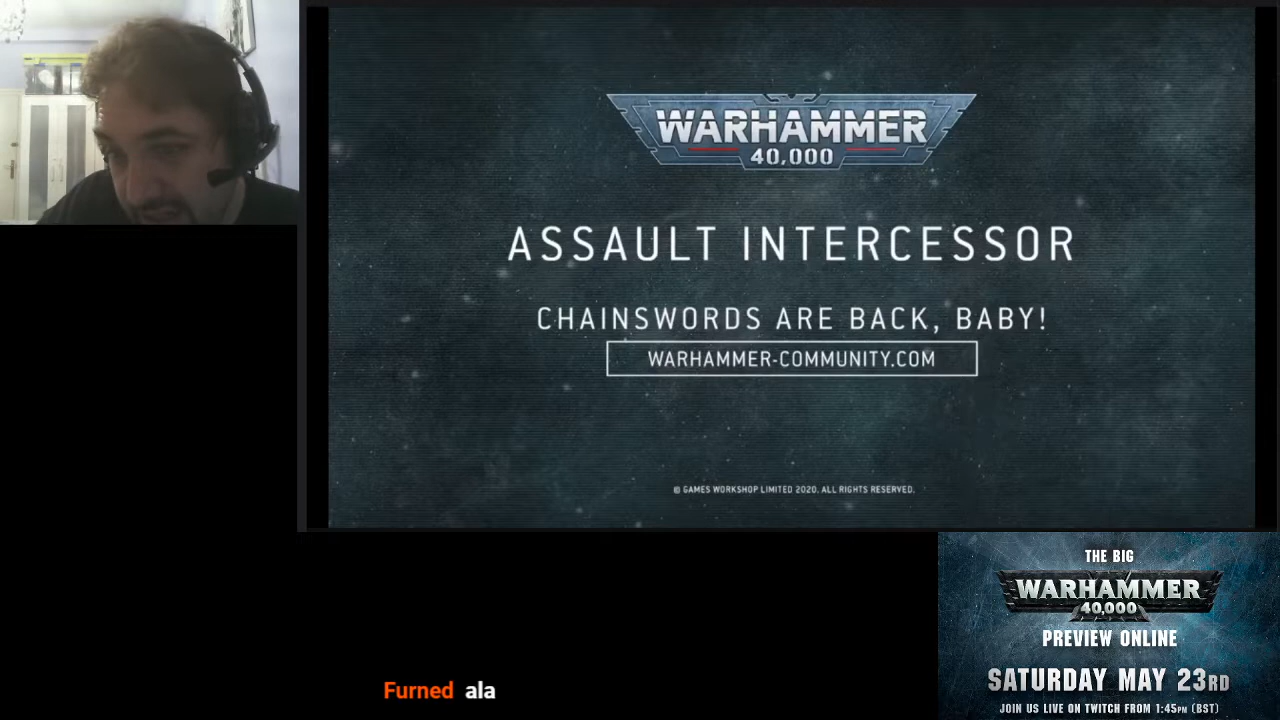 WARHAMMER
40,000
ASSAULT INTERCESSOR
CHAINSWORDS ARE BACK, BABY!
WARHAMMER-COMMUNITY.COM
© GAMES WORKSHOP LIMITED 2020. ALL RIGHTS RESERVED.
THE BIG
WARHAMMER
40,000
PREVIEW ONLINE
SATURDAY MAY 23RD
JOIN US LIVE ON TWITCH FROM 1:45PM (BST)
Furned ala